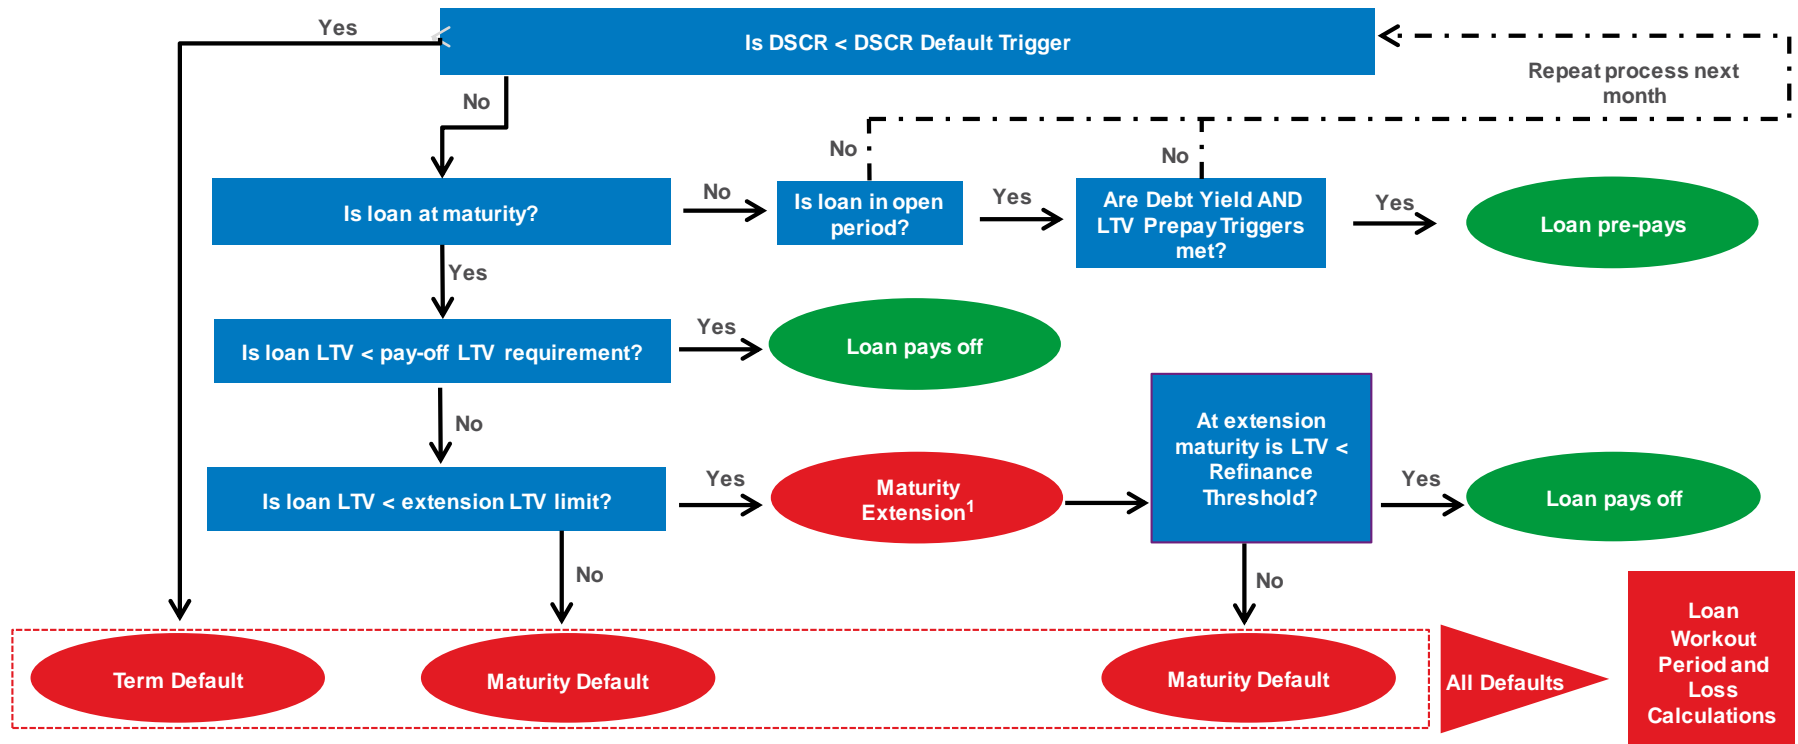 Yes
Is DSCR < DSCR Default Trigger
Repeat process next
month
No
No
No
Is loan at maturity?
No
Is loan in open
period?
Yes
Are Debt Yield AND
LTV Prepay Triggers
met?
Yes
Loan pre-pays
Yes
Is loan LTV < pay-off LTV requirement?
Yes
Loan pays off
No
At extension
maturity is LTV <
Refinance
Threshold?
Is loan LTV < extension LTV limit?
Yes
Maturity
Extension¹
Yes
Loan pays off
No
No
Term Default
Maturity Default
Maturity Default
All Defaults
Loan
Workout
Period and
Loss
Calculations